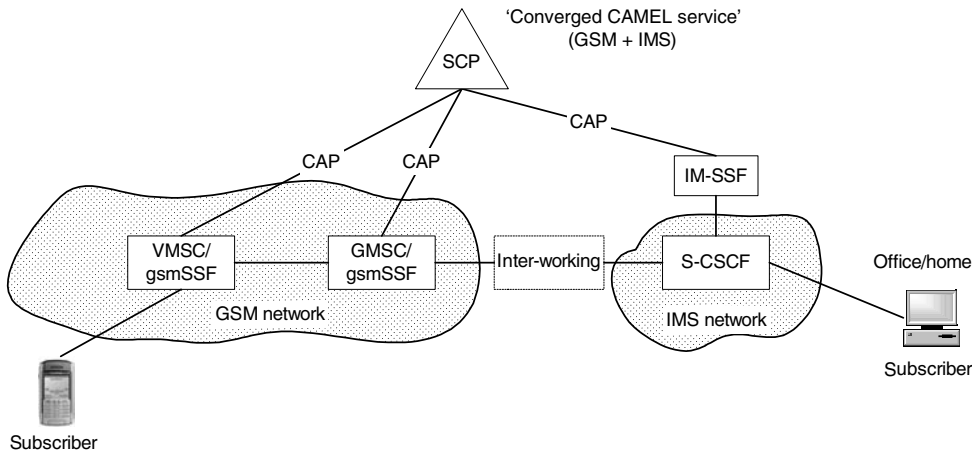 'Converged CAMEL service'
(GSM + IMS)
SCP
CAP
CAP
CAP
IM-SSF
VMSC/
gsmSSF
GMSC/
gsmSSF
Inter-working
S-CSCF
Office/home
GSM network
IMS network
Subscriber
Subscriber